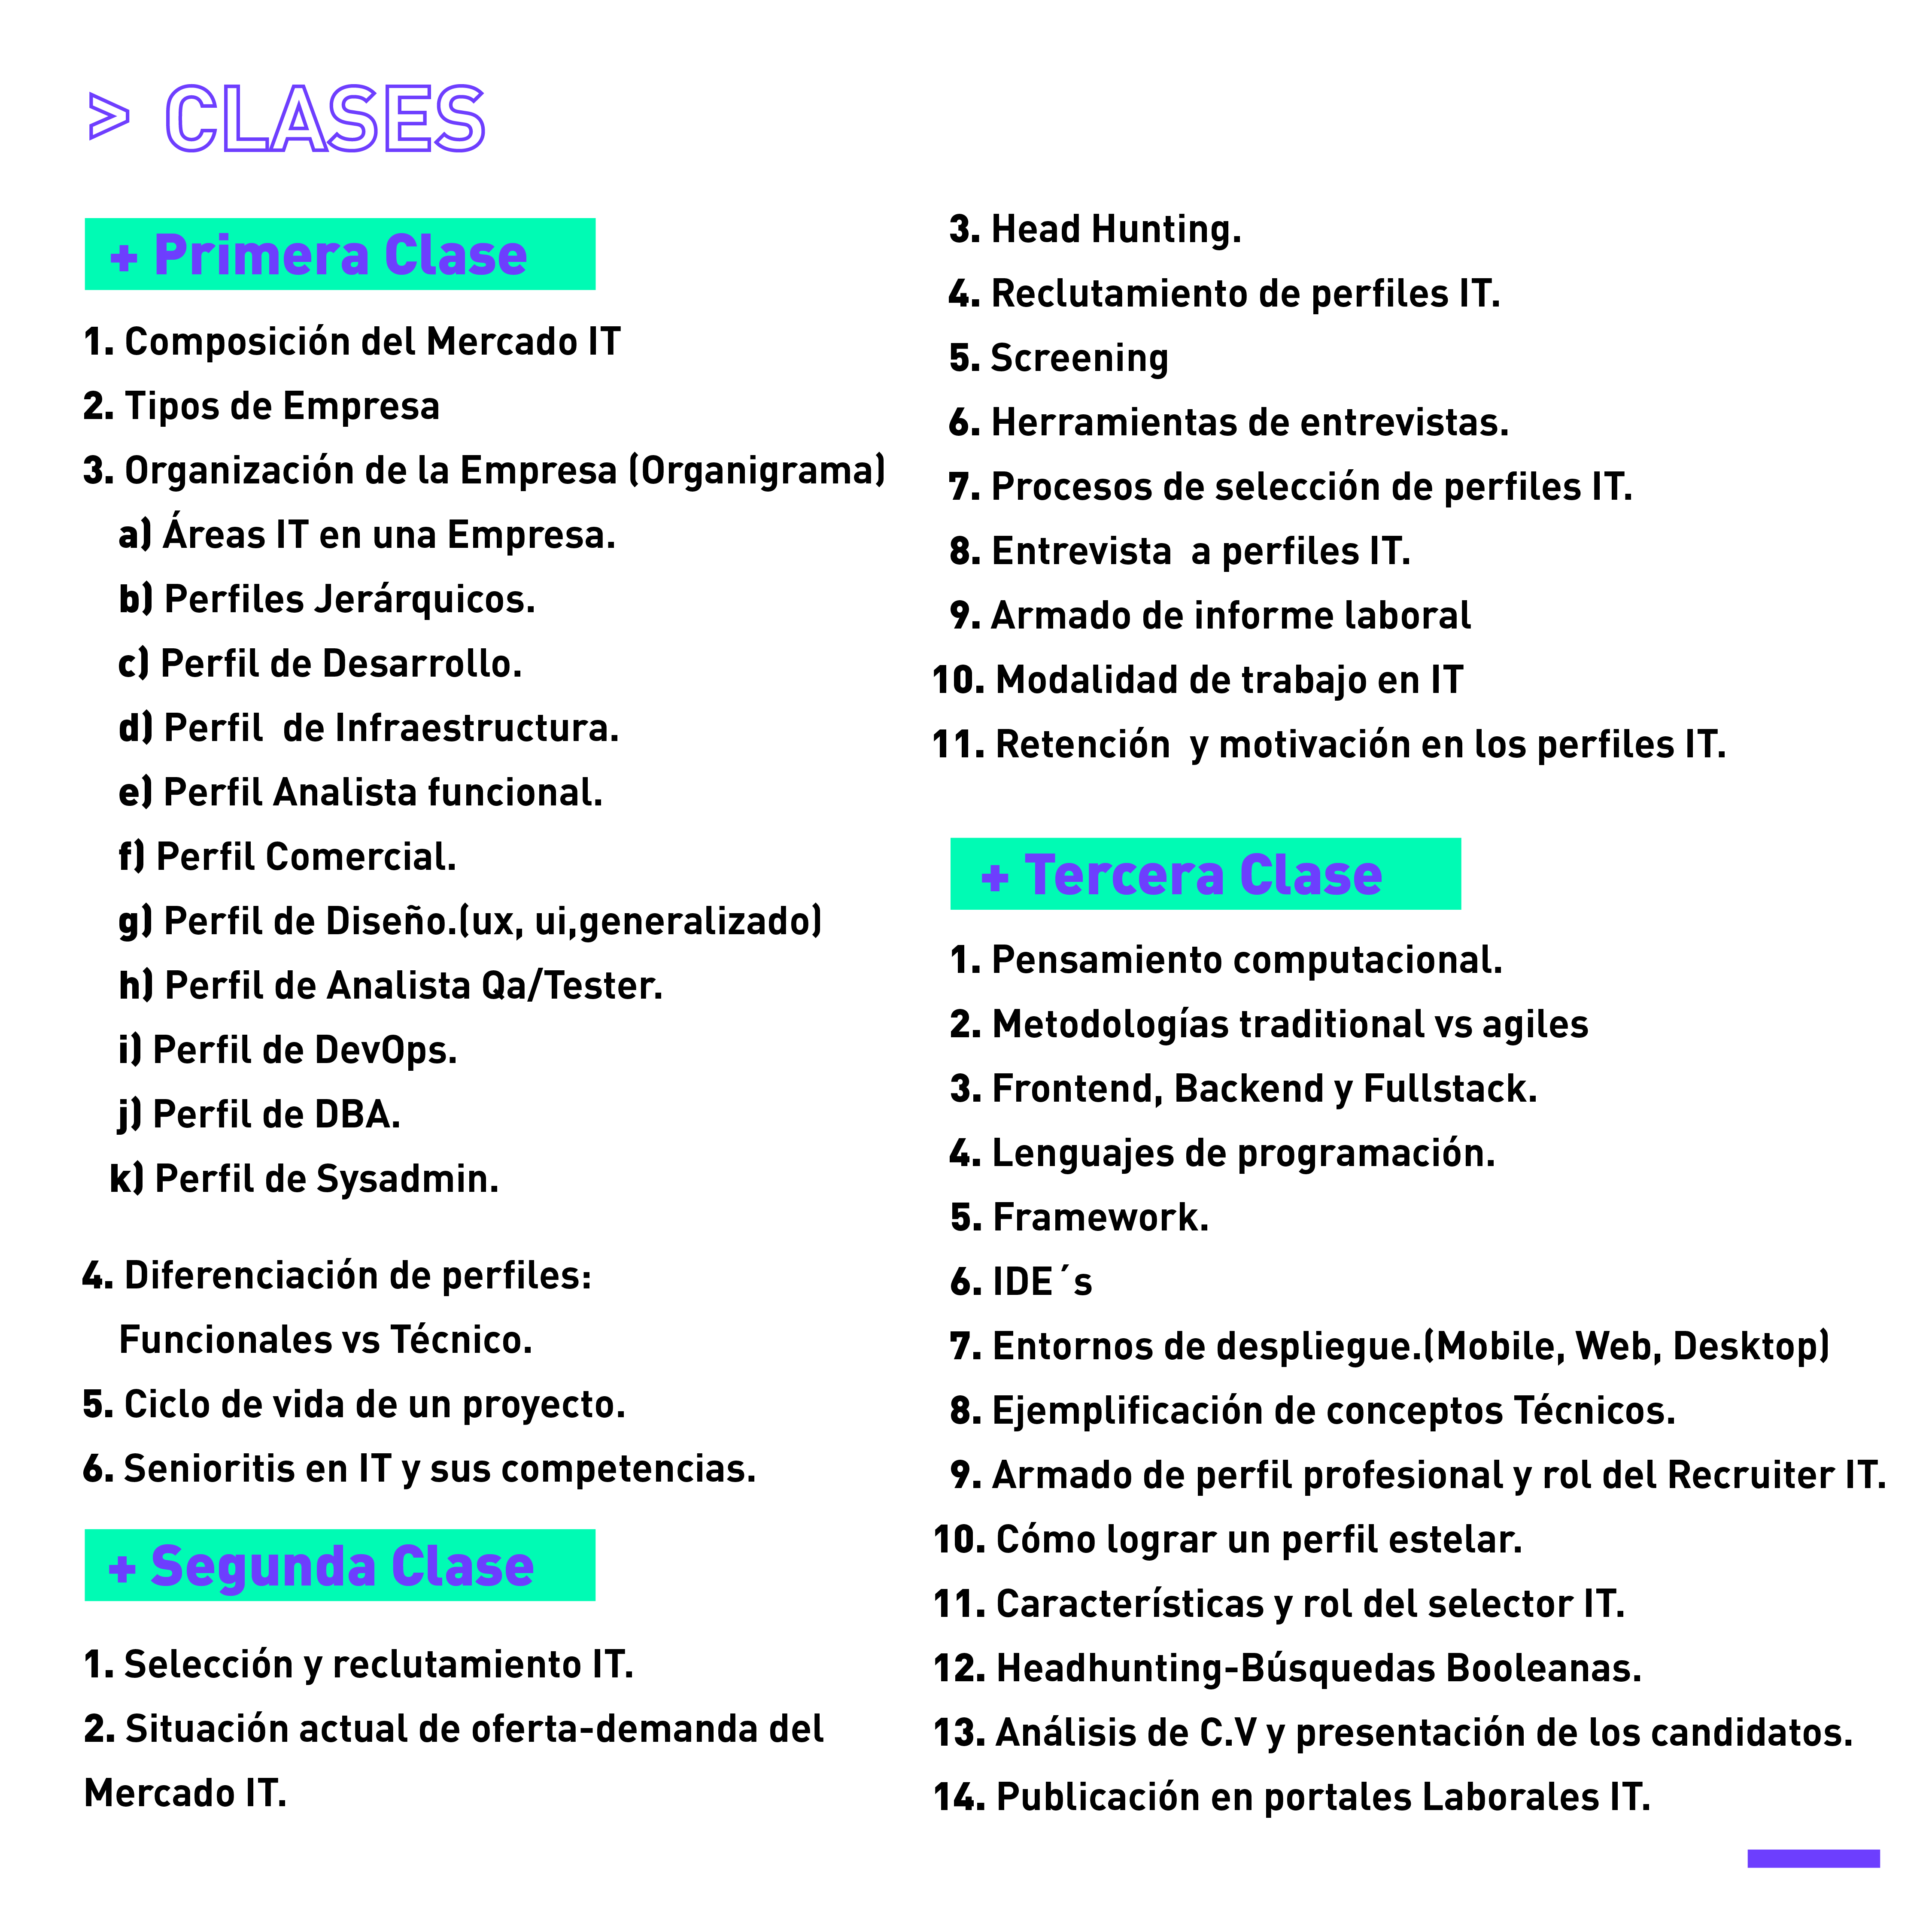 > CLASES
+ Primera Clase
1. Composición del Mercado IT
2. Tipos de Empresa
3. Organización de la Empresa (Organigrama)
a) Áreas IT en una Empresa.
b) Perfiles Jerárquicos.
c) Perfil de Desarrollo.
d) Perfil  de Infraestructura.
e) Perfil Analista funcional.
f) Perfil Comercial.
g) Perfil de Diseño.(ux, ui,generalizado)
h) Perfil de Analista Qa/Tester.
i) Perfil de DevOps.
j) Perfil de DBA.
k) Perfil de Sysadmin.
4. Diferenciación de perfiles:
Funcionales vs Técnico.
5. Ciclo de vida de un proyecto.
6. Senioritis en IT y sus competencias.
+ Segunda Clase
1. Selección y reclutamiento IT.
2. Situación actual de oferta-demanda del
Mercado IT.
3. Head Hunting.
4. Reclutamiento de perfiles IT.
5. Screening
6. Herramientas de entrevistas.
7. Procesos de selección de perfiles IT.
8. Entrevista  a perfiles IT.
9. Armado de informe laboral
10. Modalidad de trabajo en IT
11. Retención  y motivación en los perfiles IT.
+ Tercera Clase
1. Pensamiento computacional.
2. Metodologías traditional vs agiles
3. Frontend, Backend y Fullstack.
4. Lenguajes de programación.
5. Framework.
6. IDE´s
7. Entornos de despliegue.(Mobile, Web, Desktop)
8. Ejemplificación de conceptos Técnicos.
9. Armado de perfil profesional y rol del Recruiter IT.
10. Cómo lograr un perfil estelar.
11. Características y rol del selector IT.
12. Headhunting-Búsquedas Booleanas.
13. Análisis de C.V y presentación de los candidatos.
14. Publicación en portales Laborales IT.